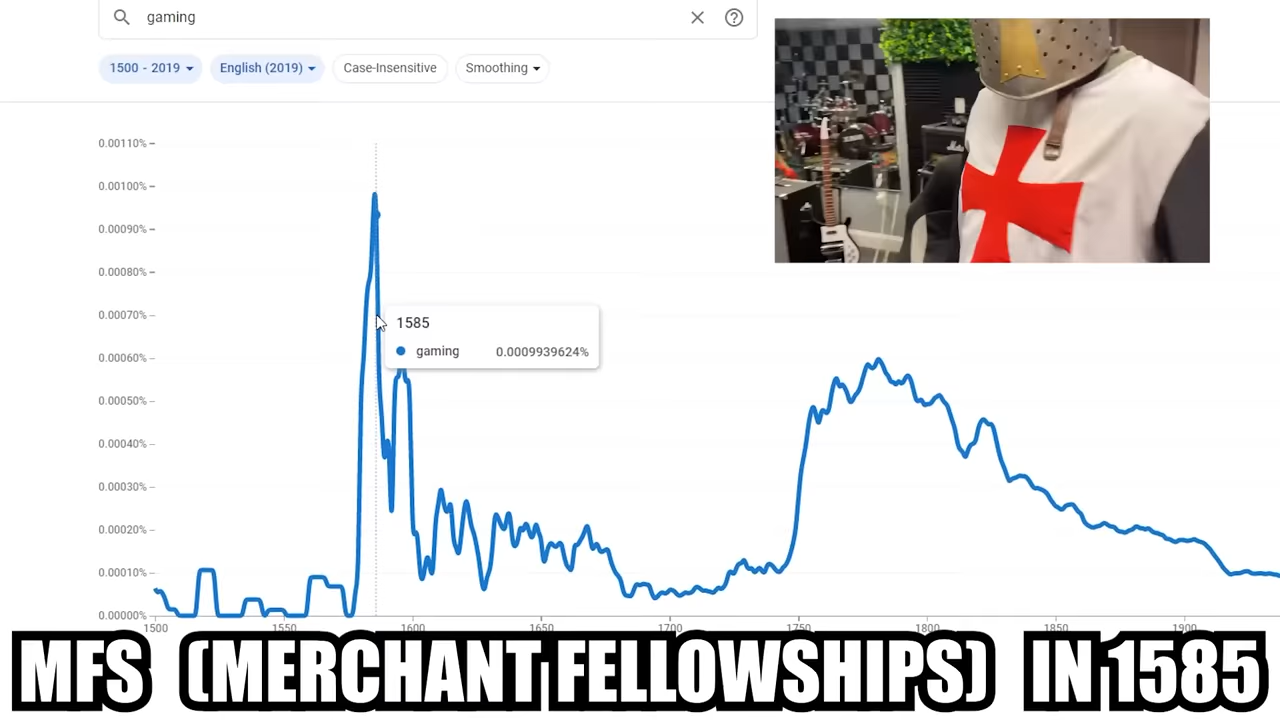 gaming
1500 - 2019
English (2019)
Case-Insensitive
Smoothing
0.00110%
0.00100%
0.00090%
0.00080%
0.00070%
0.00060%
0.00050%
0.00040%
0.00030%
0.00020%
0.00010%
0.00000%
1585
gaming 0.0009939624%
Marshall
1500 1550 1600 1650 1700 1750 1800 1850 1900
MFS (MERCHANT FELLOWSHIPS) IN 1585